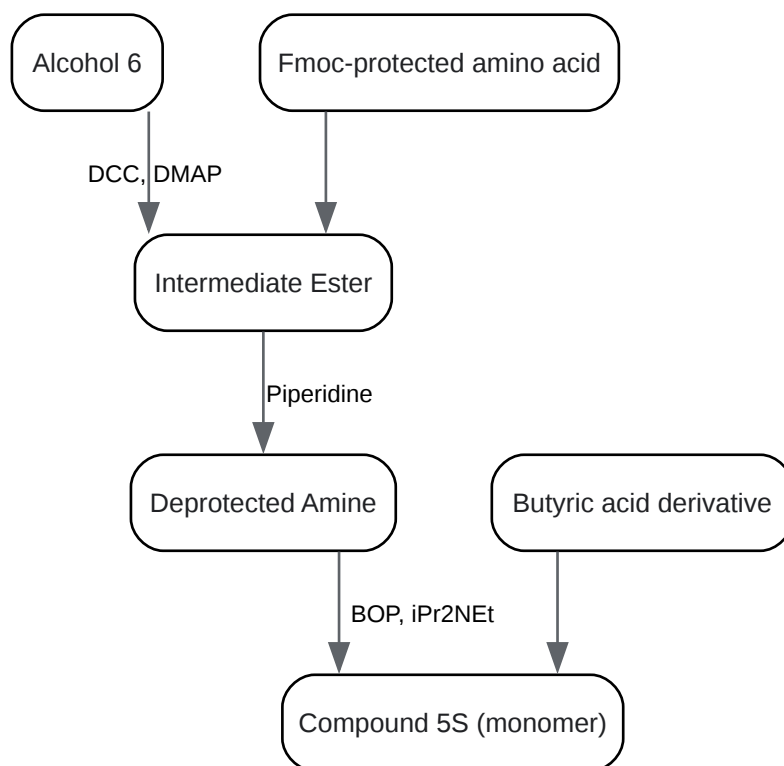 Alcohol 6
Fmoc-protected amino acid
DCC, DMAP
Intermediate Ester
Piperidine
Deprotected Amine
Butyric acid derivative
BOP, iPr2NEt
Compound 5S (monomer)